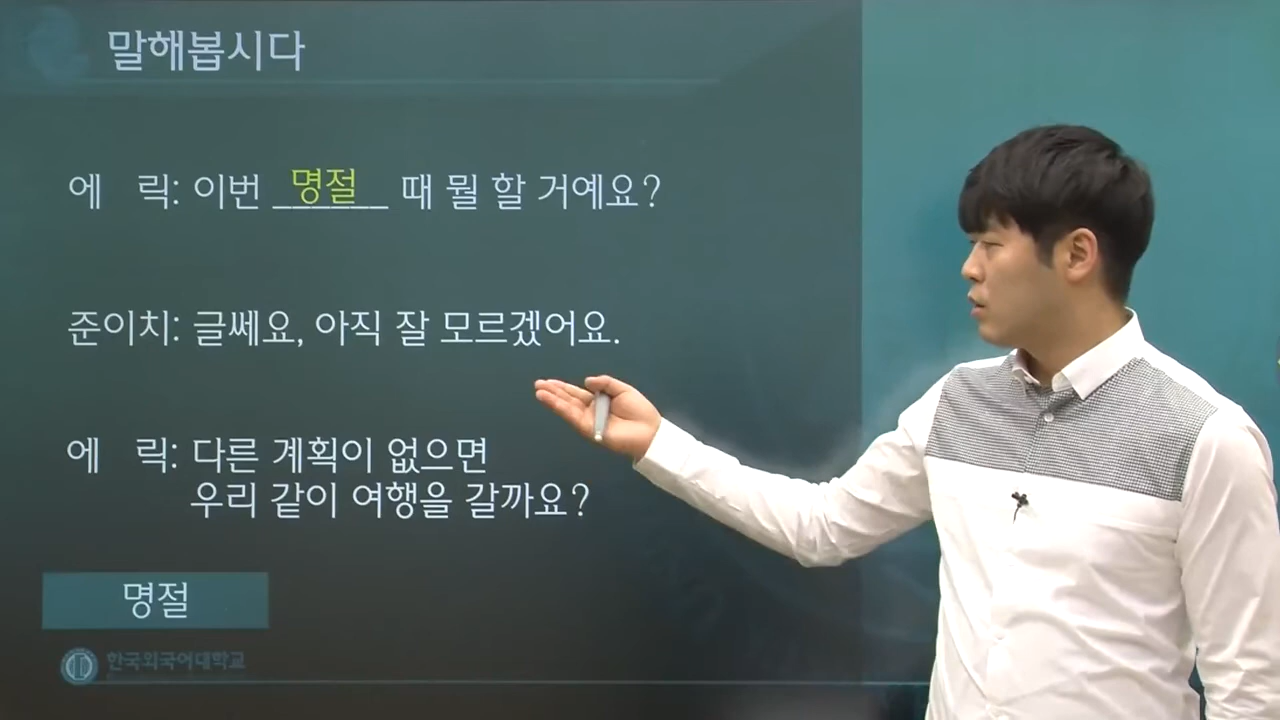 말해봅시다
에 릭: 이번 명절 때 뭘 할 거예요?
준이치: 글쎄요, 아직 잘 모르겠어요.
에 릭: 다른 계획이 없으면
우리 같이 여행을 갈까요?
명절
한국외국어대학교